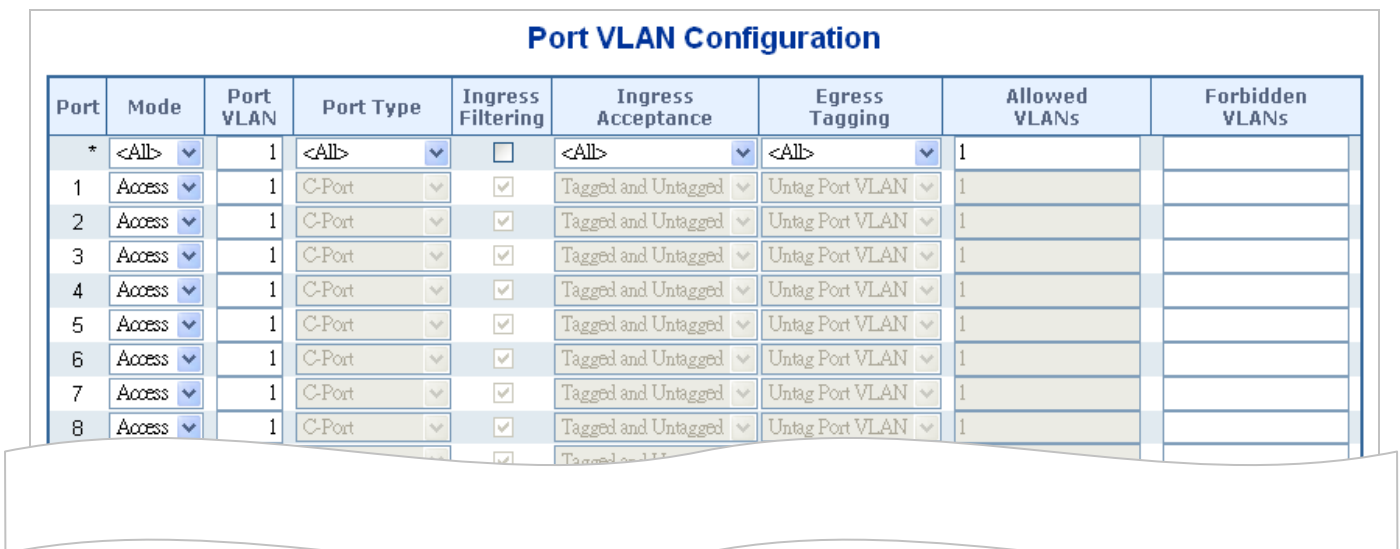 Port VLAN Configuration
Port Mode Port VLAN Port Type Ingress Filtering Ingress Acceptance Egress Tagging Allowed VLANs Forbidden VLANs
* <All> 1 <All> <All> <All> 1
1 Access 1 C-Port Tagged and Untagged Untag Port VLAN 1
2 Access 1 C-Port Tagged and Untagged Untag Port VLAN 1
3 Access 1 C-Port Tagged and Untagged Untag Port VLAN 1
4 Access 1 C-Port Tagged and Untagged Untag Port VLAN 1
5 Access 1 C-Port Tagged and Untagged Untag Port VLAN 1
6 Access 1 C-Port Tagged and Untagged Untag Port VLAN 1
7 Access 1 C-Port Tagged and Untagged Untag Port VLAN 1
8 Access 1 C-Port Tagged and Untagged Untag Port VLAN 1